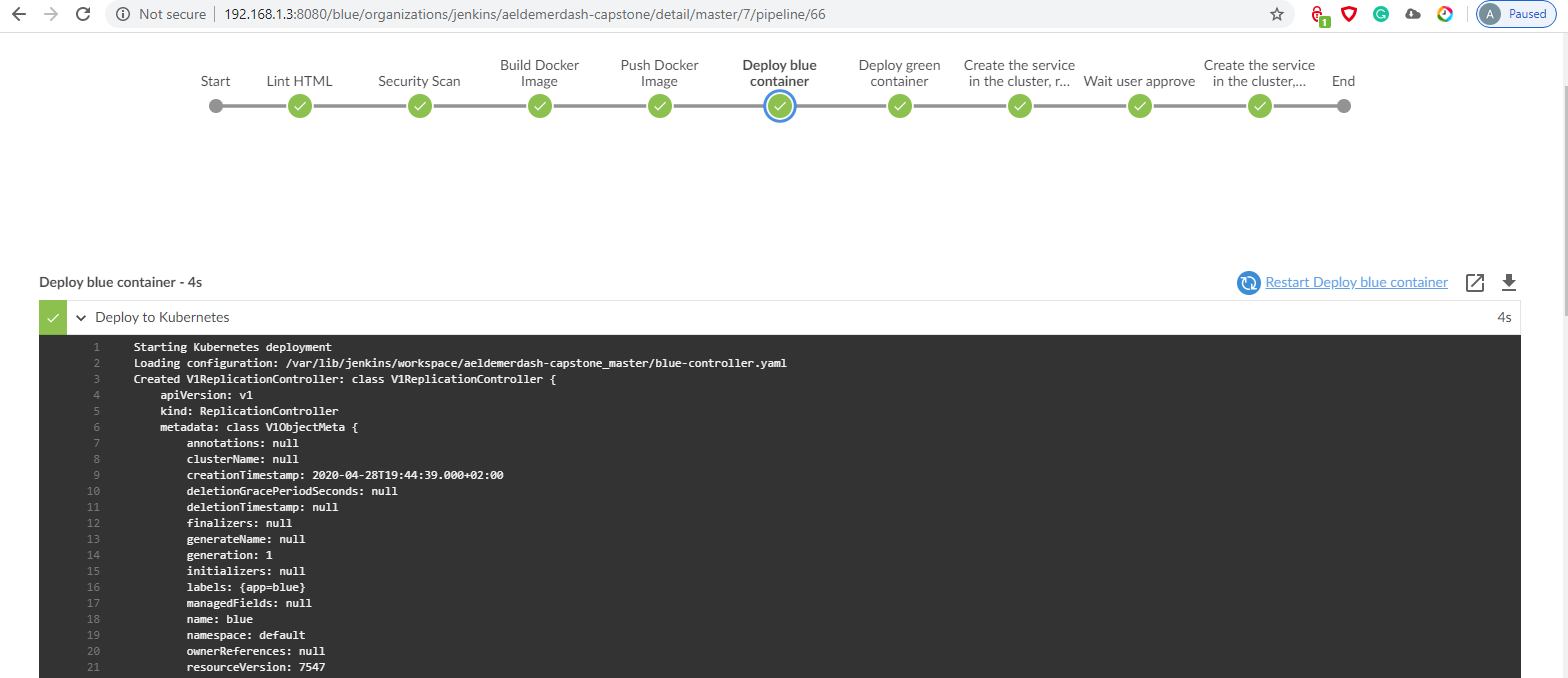 Not secure | 192.168.1.3:8080/blue/organizations/jenkins/aeldemerdash-capstone/detail/master/7/pipeline/66
1
A Paused
Start
Lint HTML
Security Scan
Build Docker
Image
Push Docker
Image
Deploy blue
container
Deploy green
container
Create the service
in the cluster, r...
Wait user approve
Create the service
in the cluster,...
End
Deploy blue container - 4s
Restart Deploy blue container
Deploy to Kubernetes 4s
1 Starting Kubernetes deployment
2 Loading configuration: /var/lib/jenkins/workspace/aeldemerdash-capstone_master/blue-controller.yaml
3 Created V1ReplicationController: class V1ReplicationController {
4 apiVersion: v1
5 kind: ReplicationController
6 metadata: class V1ObjectMeta {
7 annotations: null
8 clusterName: null
9 creationTimestamp: 2020-04-28T19:44:39.000+02:00
10 deletionGracePeriodSeconds: null
11 deletionTimestamp: null
12 finalizers: null
13 generateName: null
14 generation: 1
15 initializers: null
16 labels: {app=blue}
17 managedFields: null
18 name: blue
19 namespace: default
20 ownerReferences: null
21 resourceVersion: 7547